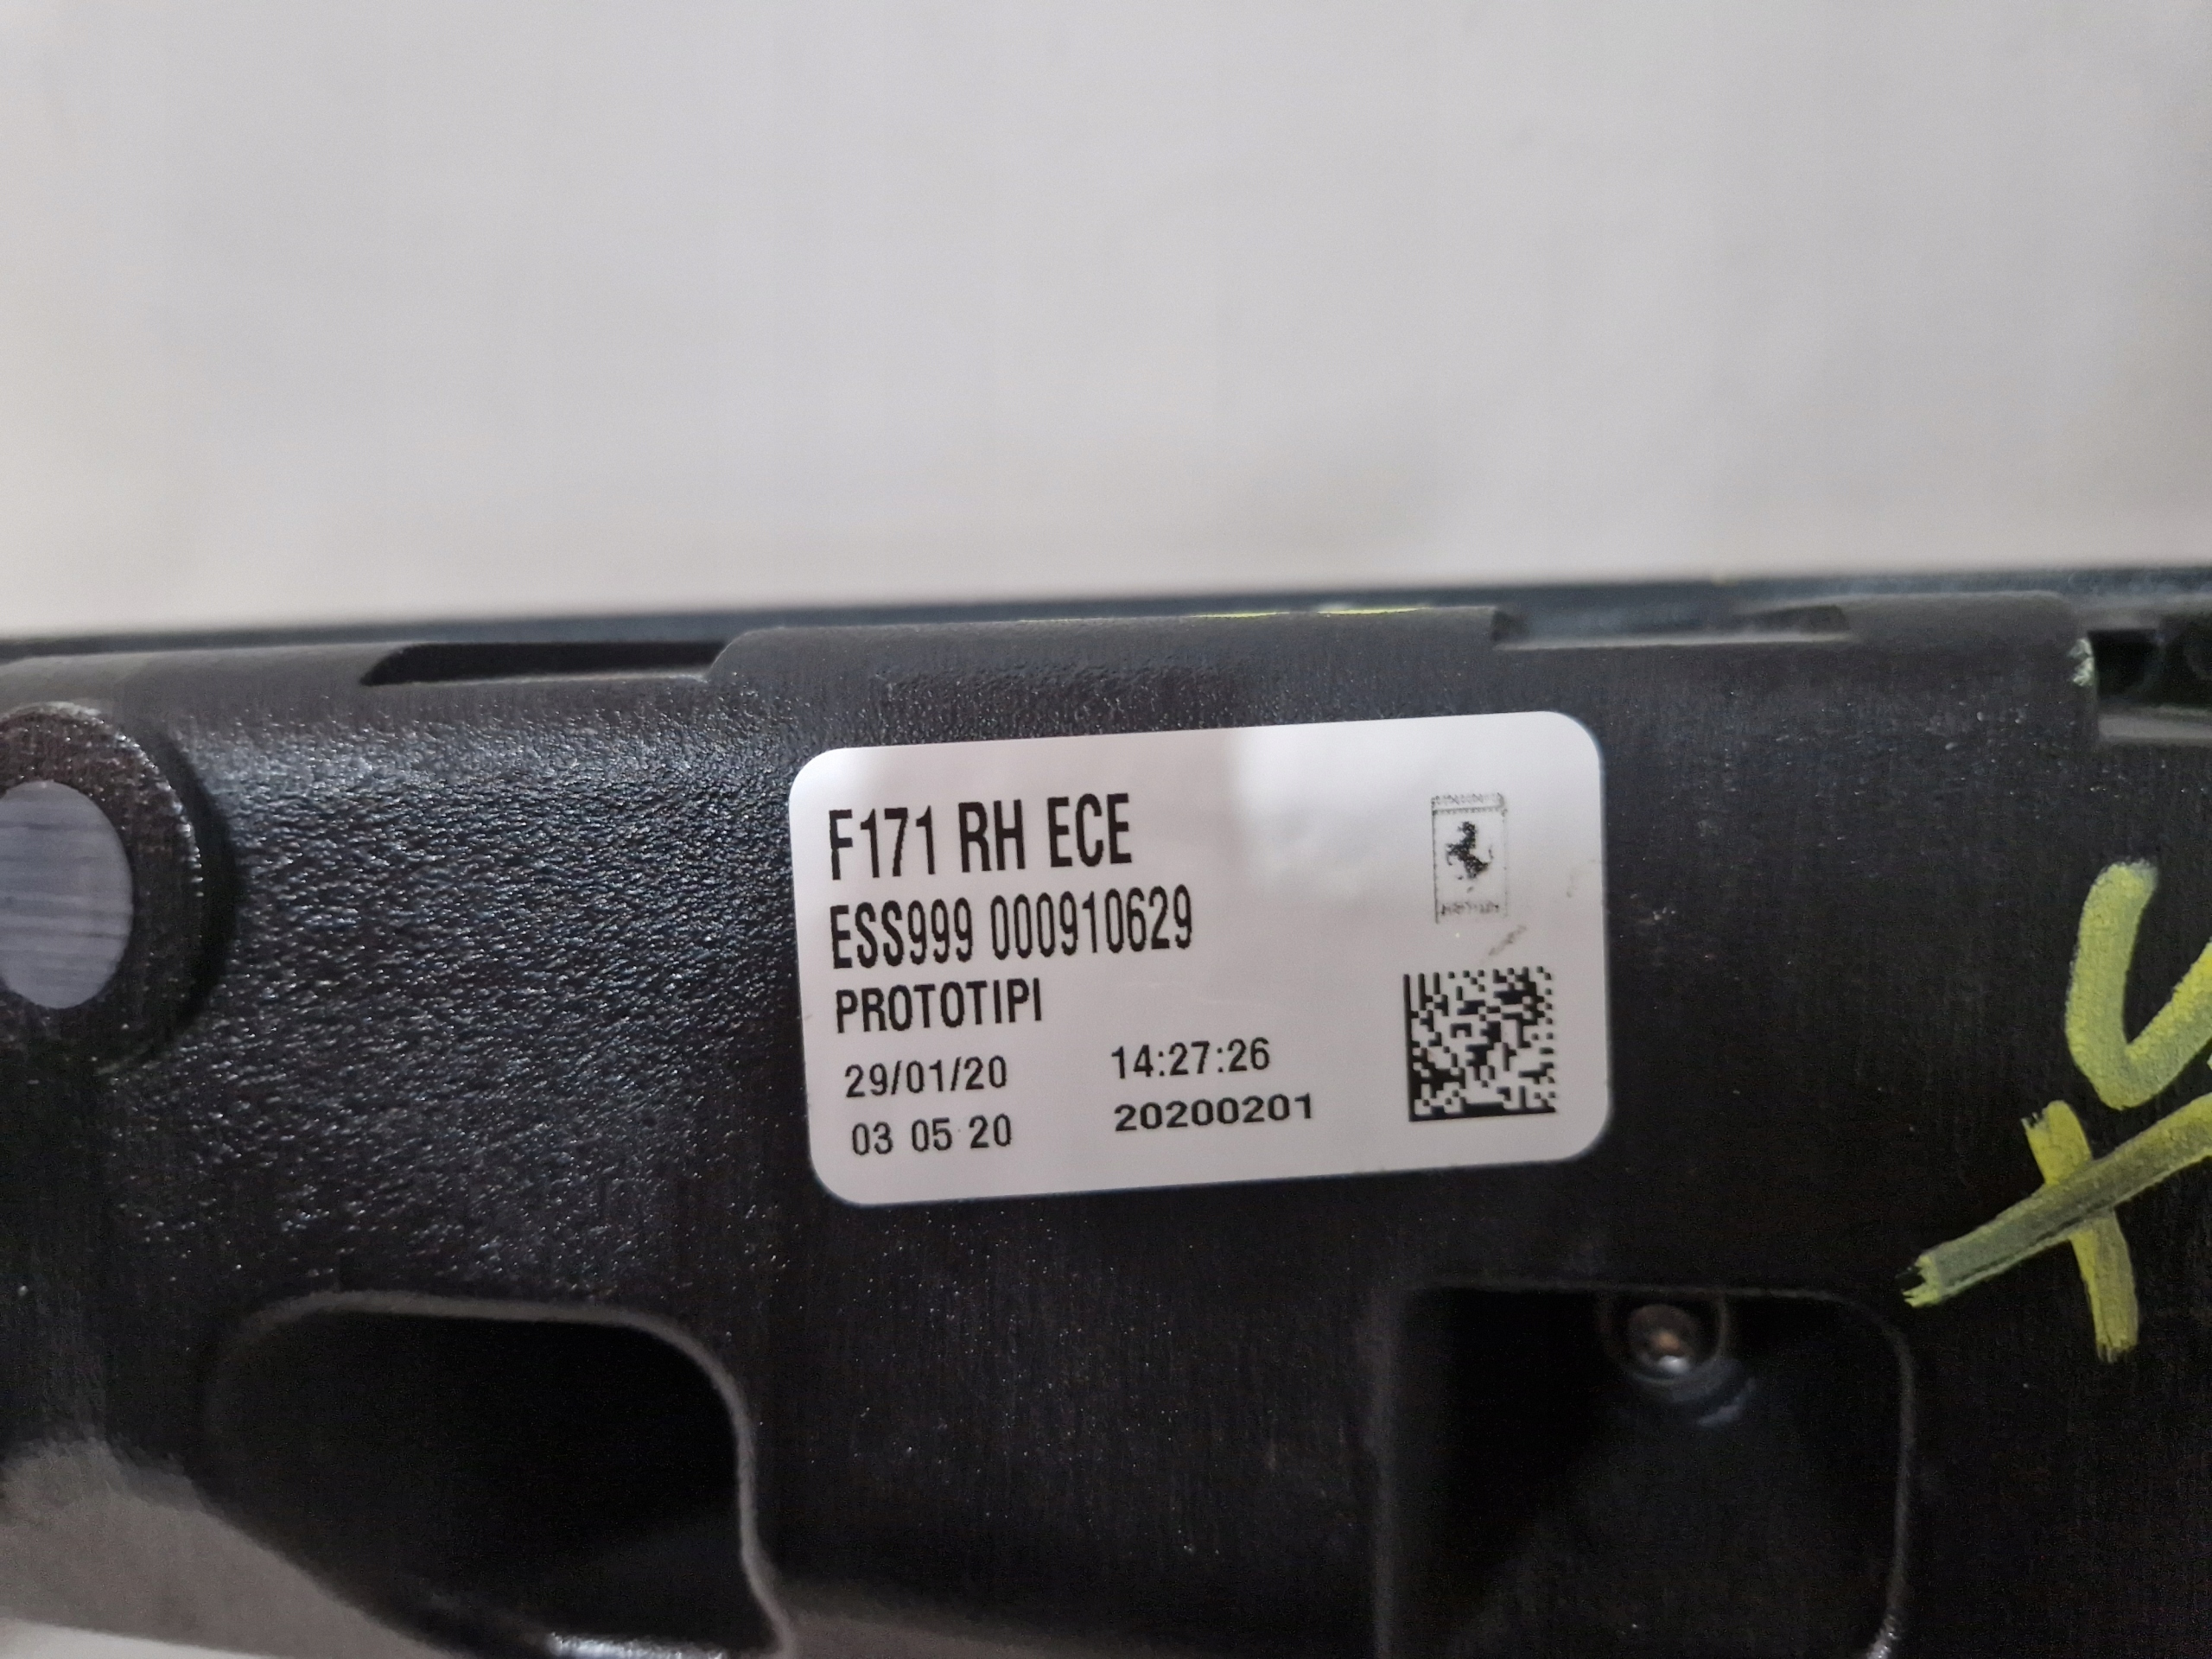 F171 RH ECE
ESS999 000910629
PROTOTIPI
29/01/20 14:27:26
03 05 20 20200201